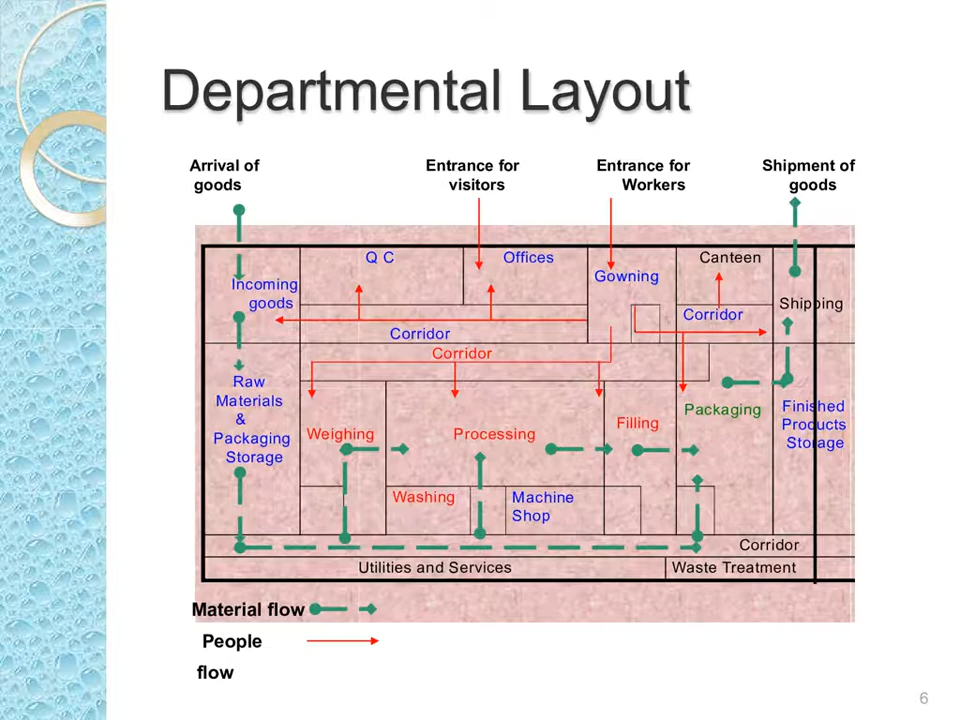 Departmental Layout
Arrival of
goods
Entrance for
visitors
Entrance for
Workers
Shipment of
goods
Q C
Offices
Canteen
Incoming
goods
Gowning
Shipping
Corridor
Corridor
Corridor
Raw
Materials
&
Packaging
Storage
Weighing
Processing
Filling
Packaging
Finished
Products
Storage
Washing
Machine
Shop
Corridor
Utilities and Services
Waste Treatment
Material flow
People
flow
6